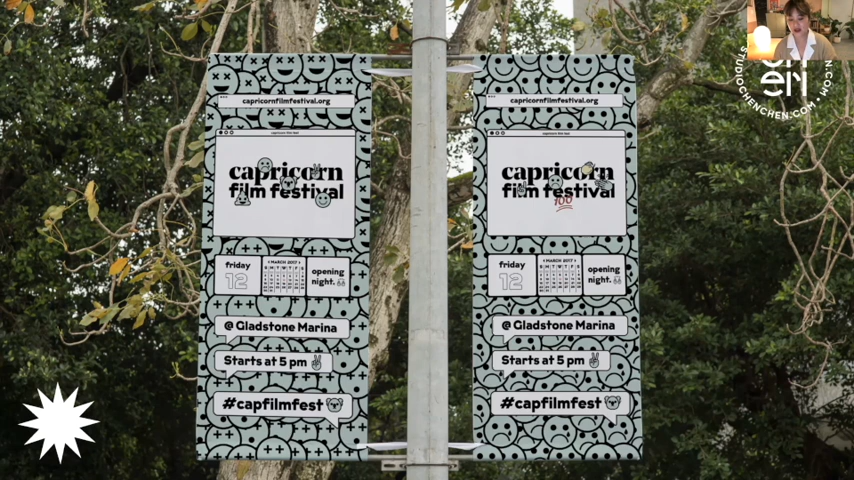 capricornfilmfestival.org
capricorn film fest
capricorn
film festival
friday
12
MARCH 2017
S M T W T F S
opening
night.
@ Gladstone Marina
Starts at 5 pm
#capfilmfest
capricornfilmfestival.org
capricorn film fest
capricorn
film festival
100
friday
12
MARCH 2017
S M T W T F S
opening
night.
@ Gladstone Marina
Starts at 5 pm
#capfilmfest
STUDIOCHENCHEN.COM